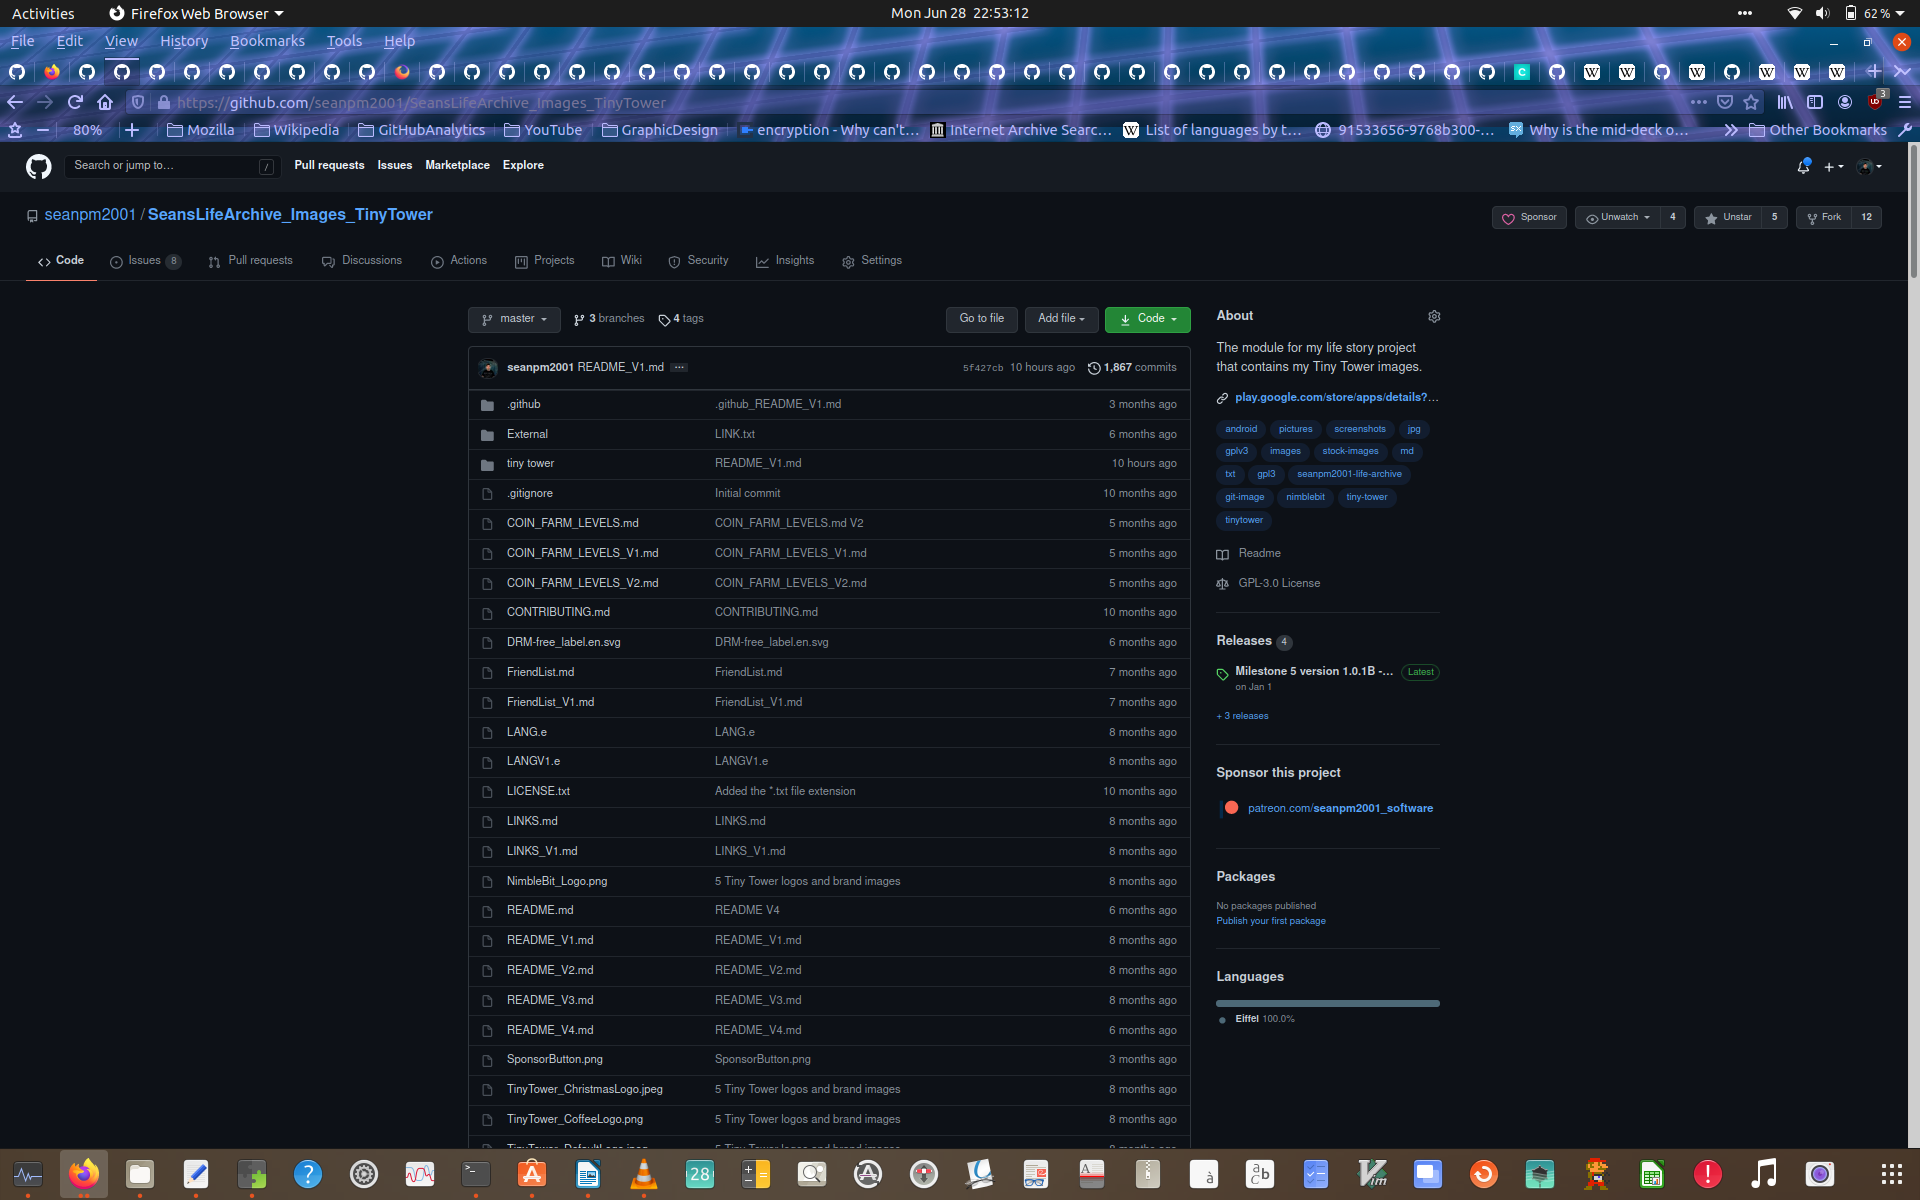 Activities Firefox Web Browser Mon Jun 28 22:53:12 62 %
File Edit View History Bookmarks Tools Help
https://github.com/seanpm2001/SeansLifeArchive_Images_TinyTower 3
80% Mozilla Wikipedia GitHubAnalytics YouTube GraphicDesign encryption - Why can't... Internet Archive Searc... List of languages by t... 91533656-9768b300-... Why is the mid-deck o... Other Bookmarks
Search or jump to... / Pull requests Issues Marketplace Explore
seanpm2001 / SeansLifeArchive_Images_TinyTower Sponsor Unwatch 4 Unstar 5 Fork 12
Code Issues 8 Pull requests Discussions Actions Projects Wiki Security Insights Settings
master 3 branches 4 tags Go to file Add file Code
seanpm2001 README_V1.md ... 5f427cb 10 hours ago 1,867 commits
.github .github_README_V1.md 3 months ago
External LINK.txt 6 months ago
tiny tower README_V1.md 10 hours ago
.gitignore Initial commit 10 months ago
COIN_FARM_LEVELS.md COIN_FARM_LEVELS.md V2 5 months ago
COIN_FARM_LEVELS_V1.md COIN_FARM_LEVELS_V1.md 5 months ago
COIN_FARM_LEVELS_V2.md COIN_FARM_LEVELS_V2.md 5 months ago
CONTRIBUTING.md CONTRIBUTING.md 10 months ago
DRM-free_label.en.svg DRM-free_label.en.svg 6 months ago
FriendList.md FriendList.md 7 months ago
FriendList_V1.md FriendList_V1.md 7 months ago
LANG.e LANG.e 8 months ago
LANGV1.e LANGV1.e 8 months ago
LICENSE.txt Added the *.txt file extension 10 months ago
LINKS.md LINKS.md 8 months ago
LINKS_V1.md LINKS_V1.md 8 months ago
NimbleBit_Logo.png 5 Tiny Tower logos and brand images 8 months ago
README.md README V4 6 months ago
README_V1.md README_V1.md 8 months ago
README_V2.md README_V2.md 8 months ago
README_V3.md README_V3.md 8 months ago
README_V4.md README_V4.md 6 months ago
SponsorButton.png SponsorButton.png 3 months ago
TinyTower_ChristmasLogo.jpeg 5 Tiny Tower logos and brand images 8 months ago
TinyTower_CoffeeLogo.png 5 Tiny Tower logos and brand images 8 months ago
About
The module for my life story project
that contains my Tiny Tower images.
play.google.com/store/apps/details?...
android pictures screenshots jpg
gplv3 images stock-images md
txt gpl3 seanpm2001-life-archive
git-image nimblebit tiny-tower
tinytower
Readme
GPL-3.0 License
Releases 4
Milestone 5 version 1.0.1B -... Latest
on Jan 1
+ 3 releases
Sponsor this project
patreon.com/seanpm2001_software
Packages
No packages published
Publish your first package
Languages
Eiffel 100.0%
28